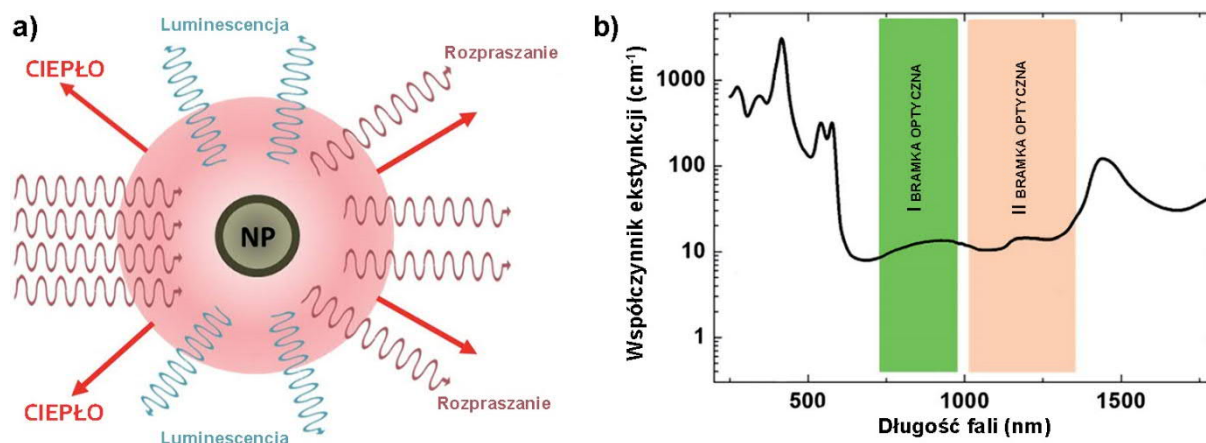 a)
Luminescencja
Rozpraszanie
CIEPŁO
NP
CIEPŁO
Rozpraszanie
Luminescencja
b)
Współczynnik ekstynkcji (cm⁻¹)
1000
100
10
1
I BRAMKA OPTYCZNA
II BRAMKA OPTYCZNA
500
1000
1500
Długość fali (nm)